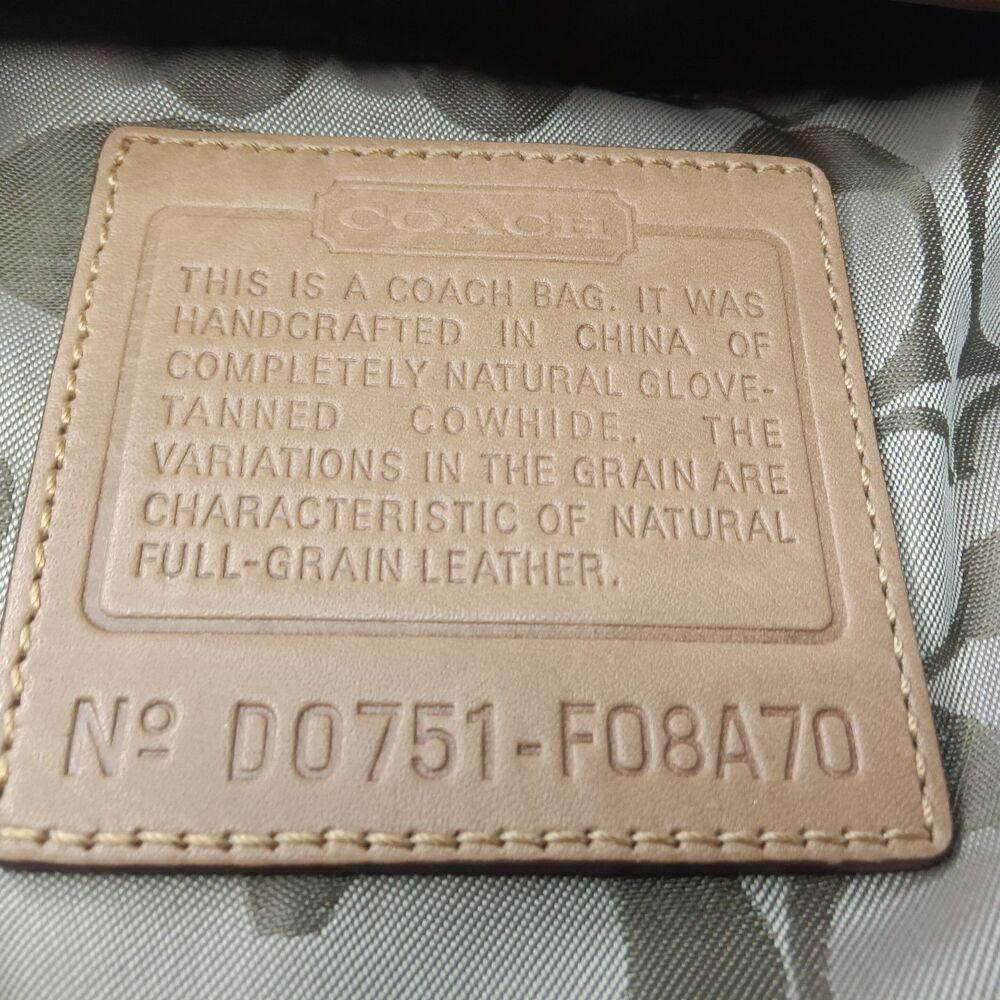 COACH
THIS IS A COACH BAG. IT WAS
HANDCRAFTED IN CHINA OF
COMPLETELY NATURAL GLOVE-
TANNED COWHIDE. THE
VARIATIONS IN THE GRAIN ARE
CHARACTERISTIC OF NATURAL
FULL-GRAIN LEATHER.
Nº D0751-F08A70